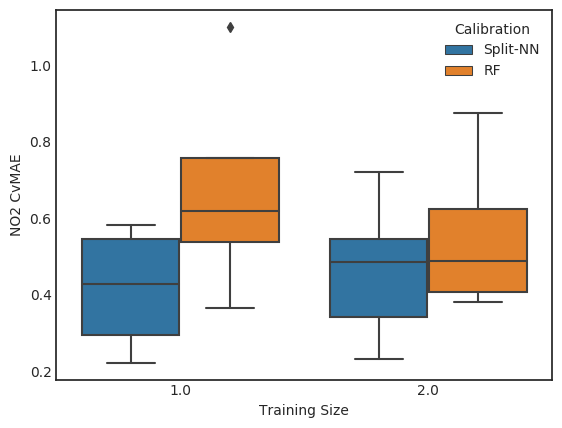 Calibration
Split-NN
RF
NO2 CvMAE
1.0
0.8
0.6
0.4
0.2
1.0
2.0
Training Size